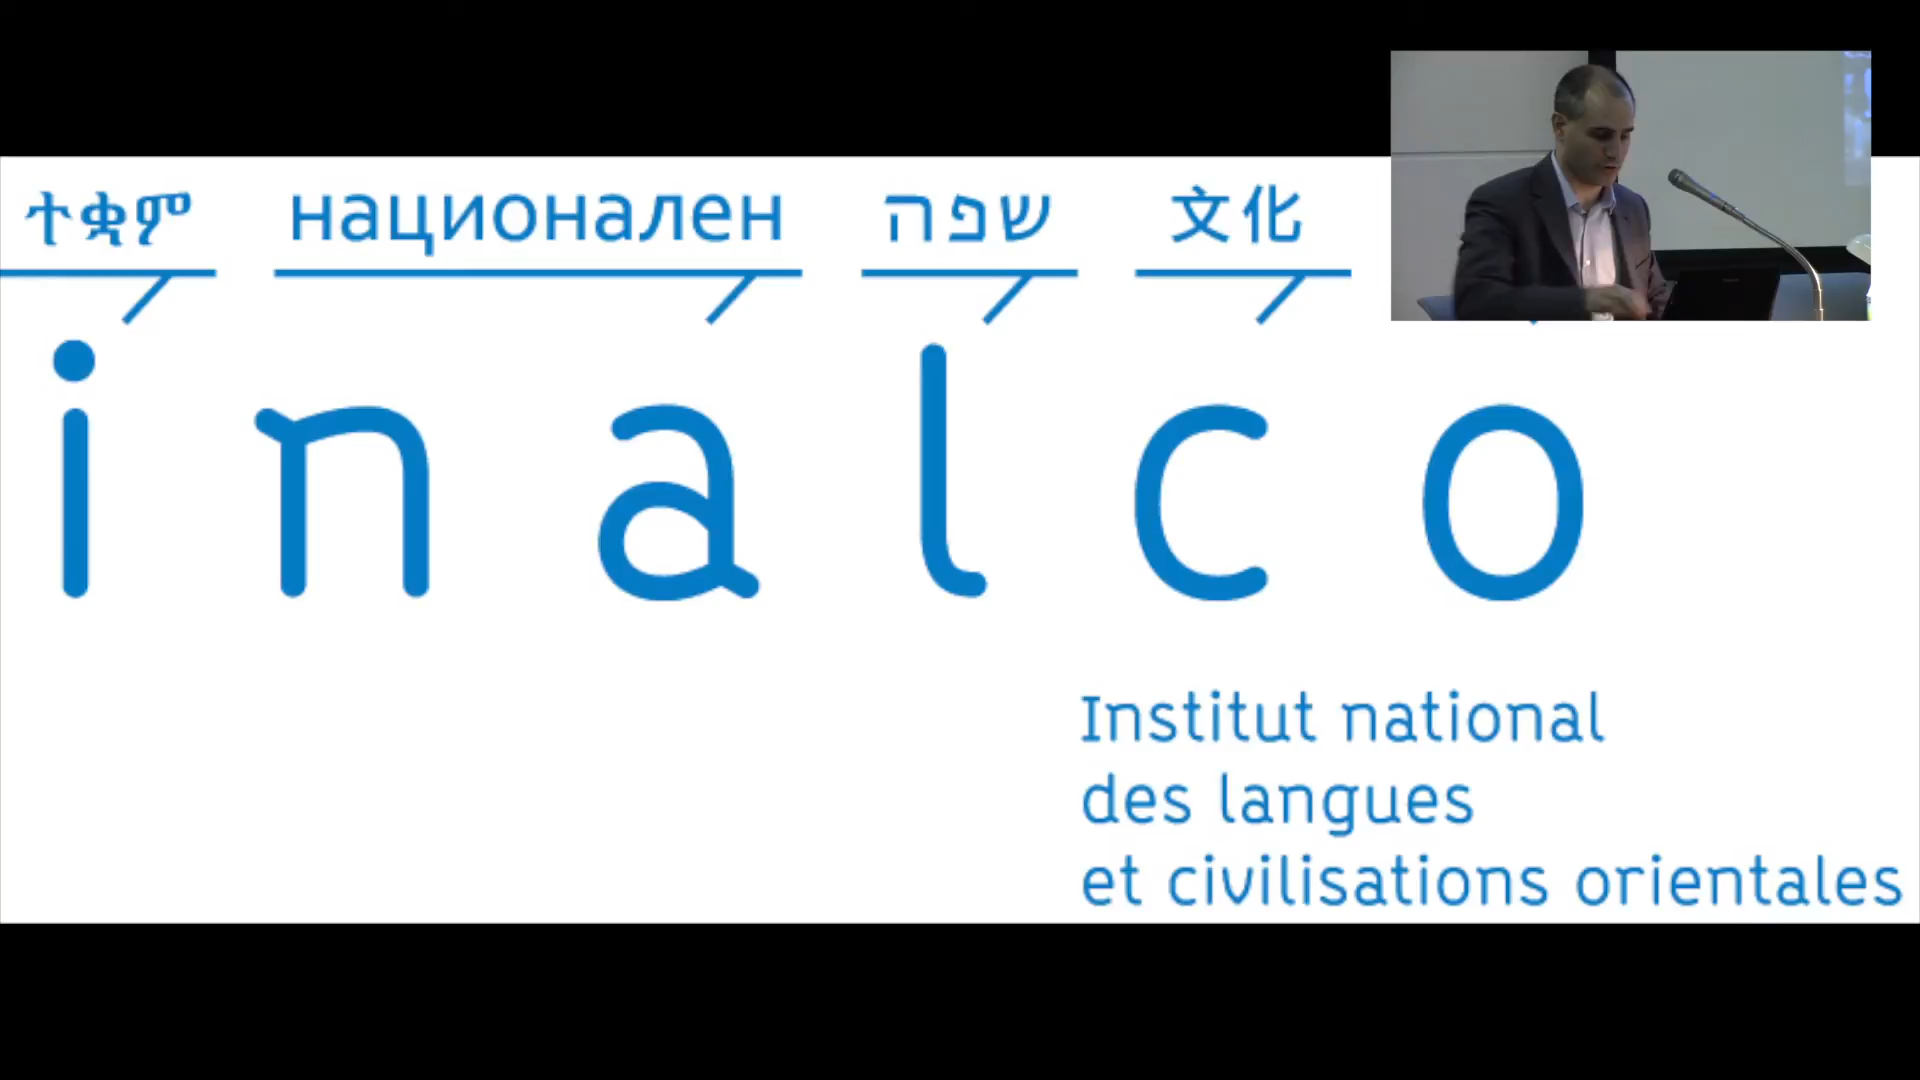 ተቋም национален שפה 文化
inalco
Institut national
des langues
et civilisations orientales